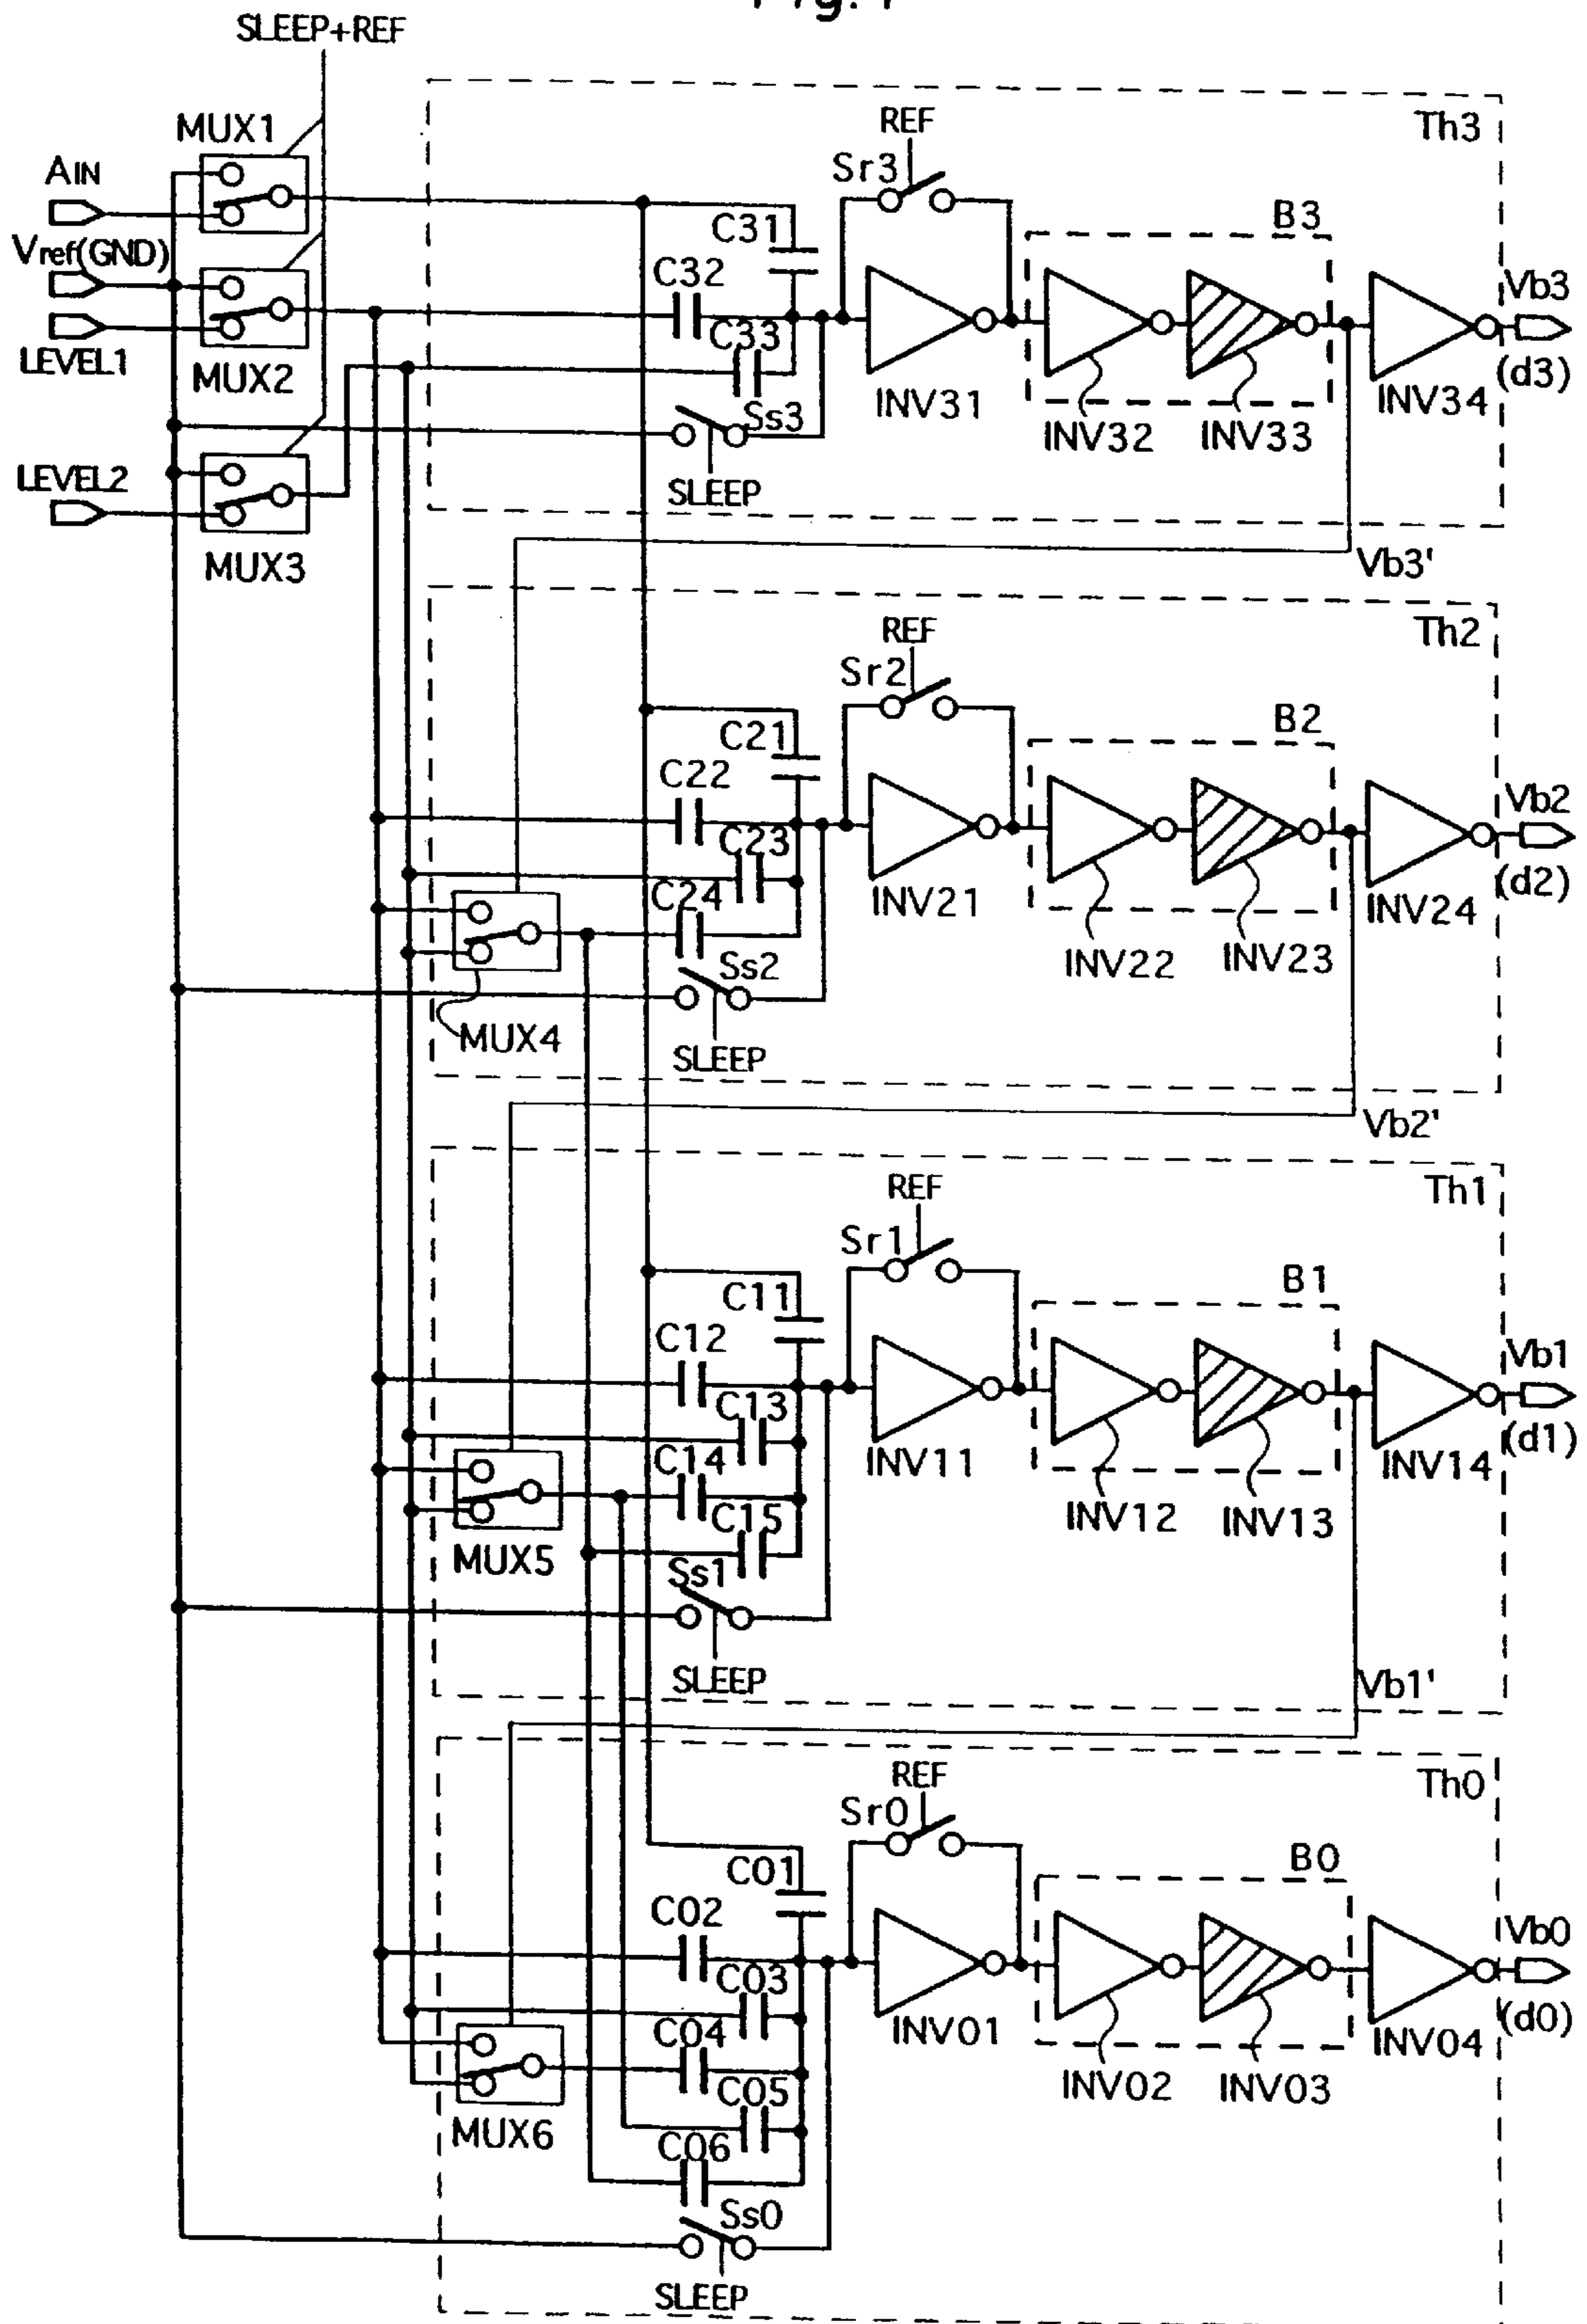 SLEEP+REF
MUX1
AIN
Vref(GND)
LEVEL1
MUX2
LEVEL2
MUX3
Th3
REF
Sr3
B3
C31
C32
C33
Vb3
(d3)
INV31
INV32
INV33
INV34
Ss3
SLEEP
Vb3'
Th2
REF
Sr2
B2
C21
C22
C23
C24
Vb2
(d2)
INV21
INV22
INV23
INV24
Ss2
MUX4
SLEEP
Vb2'
Th1
REF
Sr1
B1
C11
C12
C13
C14
C15
Vb1
(d1)
INV11
INV12
INV13
INV14
MUX5
Ss1
SLEEP
Vb1'
Th0
REF
Sr0
B0
C01
C02
C03
C04
C05
C06
Vb0
(d0)
INV01
INV02
INV03
INV04
MUX6
Ss0
SLEEP